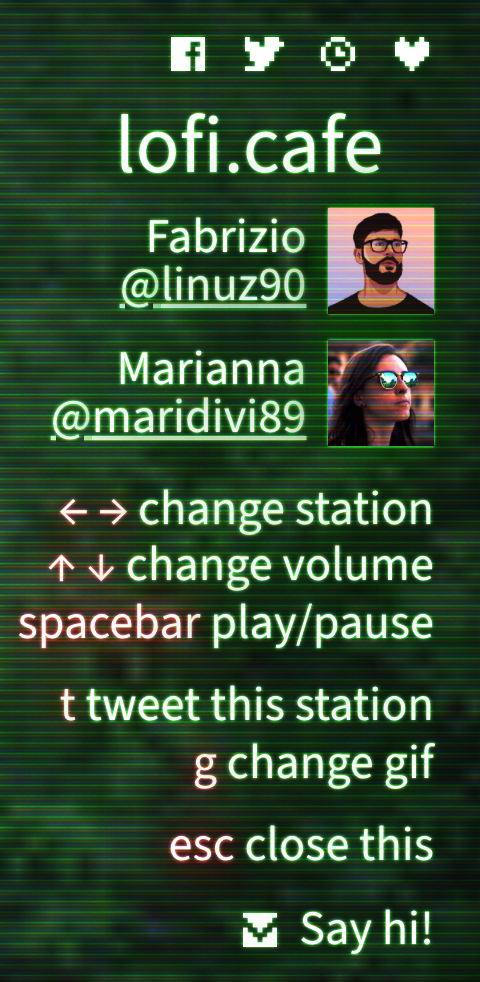 lofi.cafe
Fabrizio
@linuz90
Marianna
@maridivi89
← → change station
↑ ↓ change volume
spacebar play/pause
t tweet this station
g change gif
esc close this
Say hi!